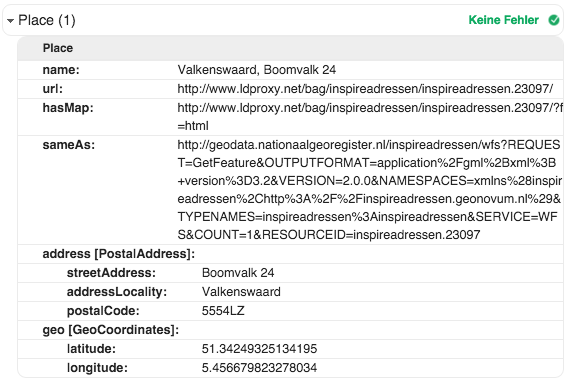 Place (1) Keine Fehler
Place
name: Valkenswaard, Boomvalk 24
url: http://www.ldproxy.net/bag/inspireadressen/inspireadressen.23097/
hasMap: http://www.ldproxy.net/bag/inspireadressen/inspireadressen.23097/?f
=html
sameAs: http://geodata.nationaalgeoregister.nl/inspireadressen/wfs?REQUES
T=GetFeature&OUTPUTFORMAT=application%2Fgml%2Bxml%3B
+version%3D3.2&VERSION=2.0.0&NAMESPACES=xmlns%28inspir
eadressen%2Chttp%3A%2F%2Finspireadressen.geonovum.nl%29&
TYPENAMES=inspireadressen%3Ainspireadressen&SERVICE=WF
S&COUNT=1&RESOURCEID=inspireadressen.23097
address [PostalAddress]:
streetAddress: Boomvalk 24
addressLocality: Valkenswaard
postalCode: 5554LZ
geo [GeoCoordinates]:
latitude: 51.34249325134195
longitude: 5.456679823278034